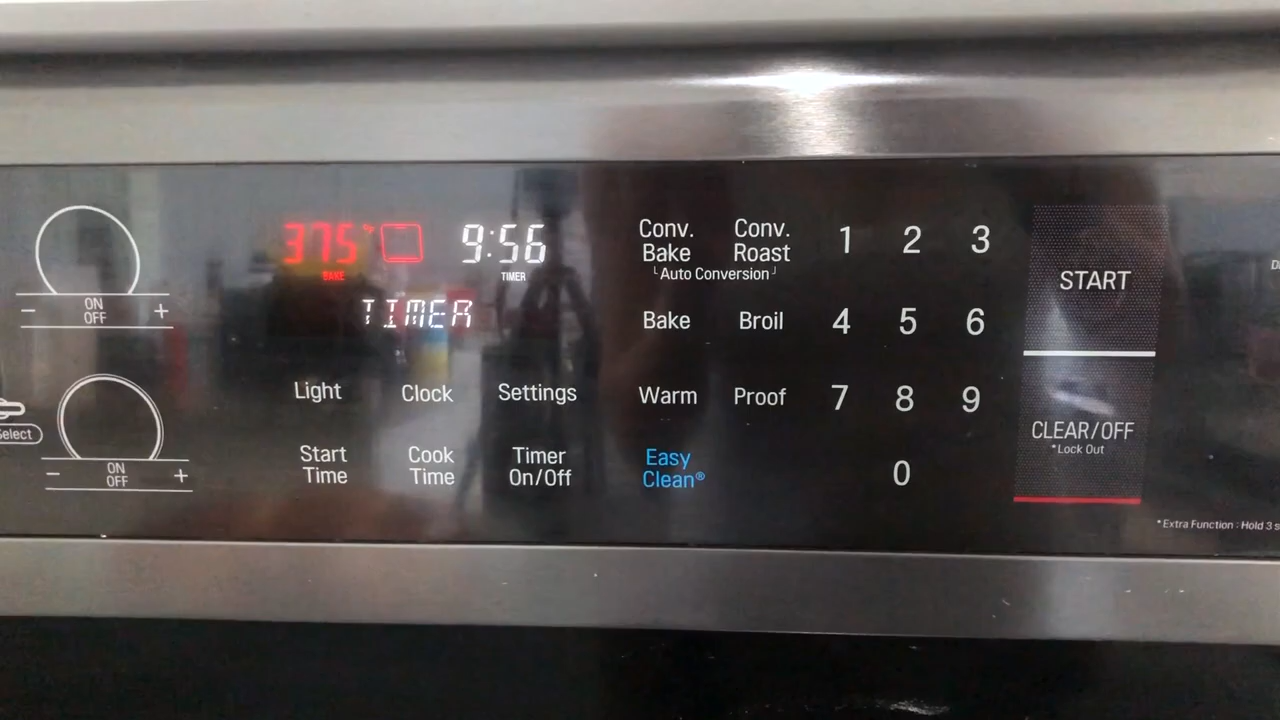 375°F 9:56
BAKE TIMER
TIMER
− ON OFF +
Light Clock Settings
Start Time Cook Time Timer On/Off
Select
− ON OFF +
Conv. Bake Conv. Roast
Auto Conversion
Bake Broil
Warm Proof
Easy Clean®
1 2 3
4 5 6
7 8 9
0
START
CLEAR/OFF
*Lock Out
*Extra Function : Hold 3 s